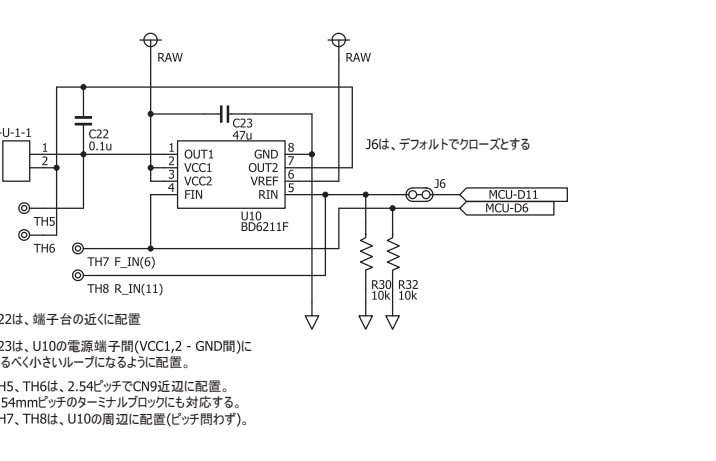 RAW
RAW
-U-1-1
1
2
C22
0.1u
C23
47u
J6は、デフォルトでクローズとする
1 OUT1
2 VCC1
3 VCC2
4 FIN
GND 8
OUT2 7
VREF 6
RIN 5
U10
BD6211F
J6
MCU-D11
MCU-D6
TH5
TH6
TH7 F_IN(6)
TH8 R_IN(11)
R30
10k
R32
10k
22は、端子台の近くに配置
23は、U10の電源端子間(VCC1,2 - GND間)に
るべく小さいループになるように配置。
H5、TH6は、2.54ピッチでCN9近辺に配置。
54mmピッチのターミナルブロックにも対応する。
H7、TH8は、U10の周辺に配置(ピッチ問わず)。